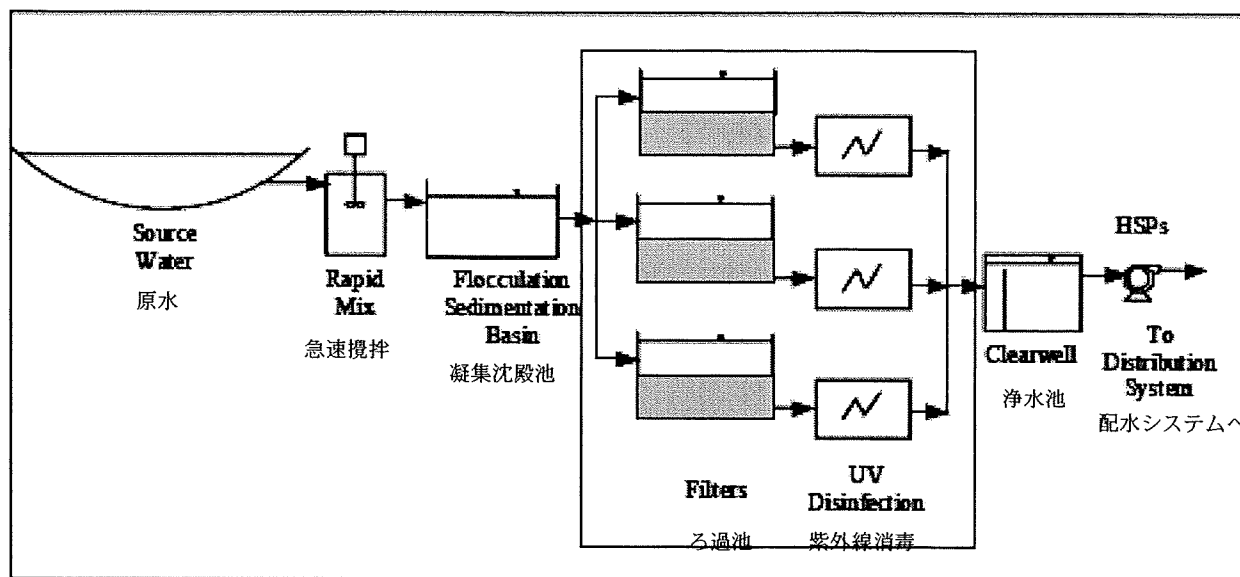 Source
Water
原水
Rapid
Mix
急速攪拌
Flocculation
Sedimentation
Basin
凝集沈殿池
Filters
ろ過池
UV
Disinfection
紫外線消毒
Clearwell
浄水池
HSPs
To
Distribution
System
配水システムへ